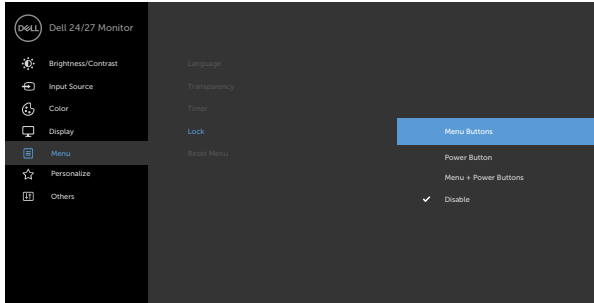 DELL
Dell 24/27 Monitor
Brightness/Contrast
Input Source
Color
Display
Menu
Personalize
Others
Language
Transparency
Timer
Lock
Reset Menu
Menu Buttons
Power Button
Menu + Power Buttons
Disable